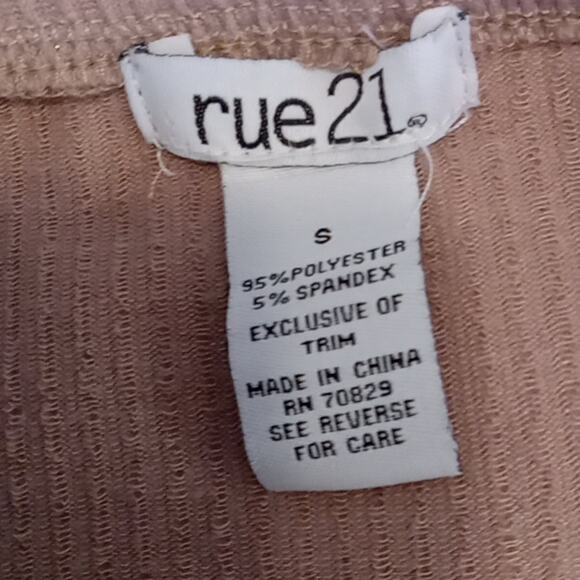 rue21®
S
95% POLYESTER
5% SPANDEX
EXCLUSIVE OF
TRIM
MADE IN CHINA
RN 70829
SEE REVERSE
FOR CARE